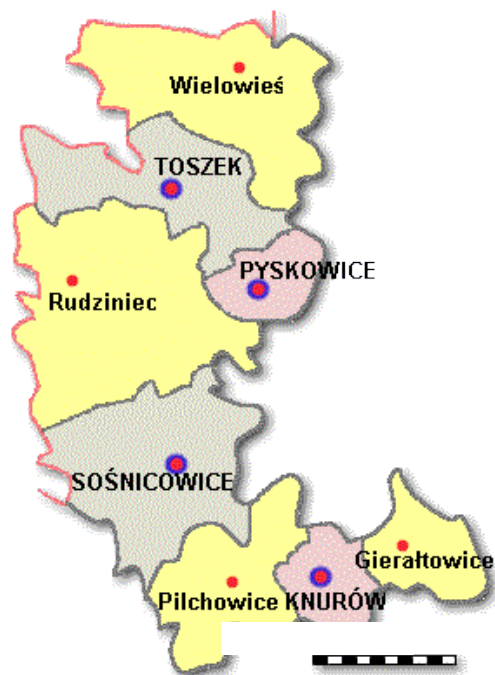 Wielowieś
TOSZEK
PYSKOWICE
Rudziniec
SOŚNICOWICE
Gierałtowice
Pilchowice
KNURÓW